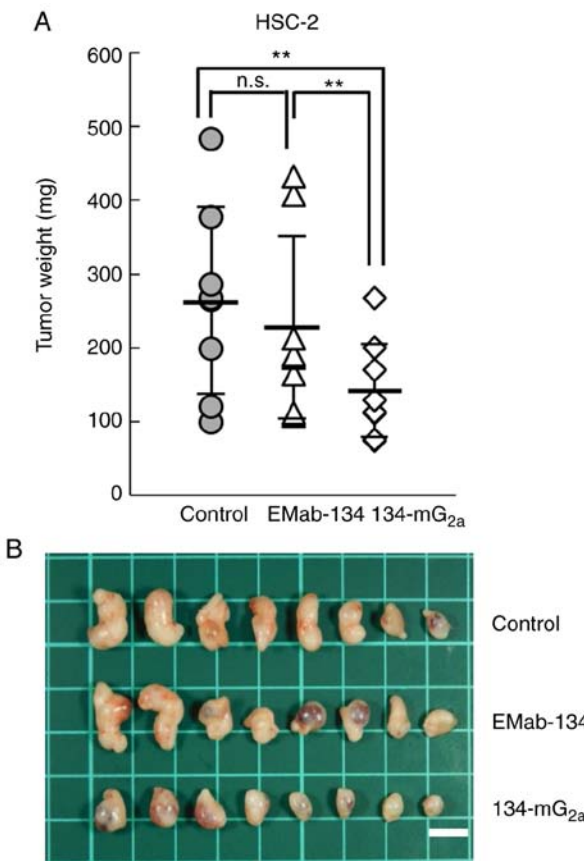 A
HSC-2
600
500
400
300
200
100
0
Tumor weight (mg)
**
n.s.
**
Control EMab-134 134-mG2a
B
Control
EMab-134
134-mG2a